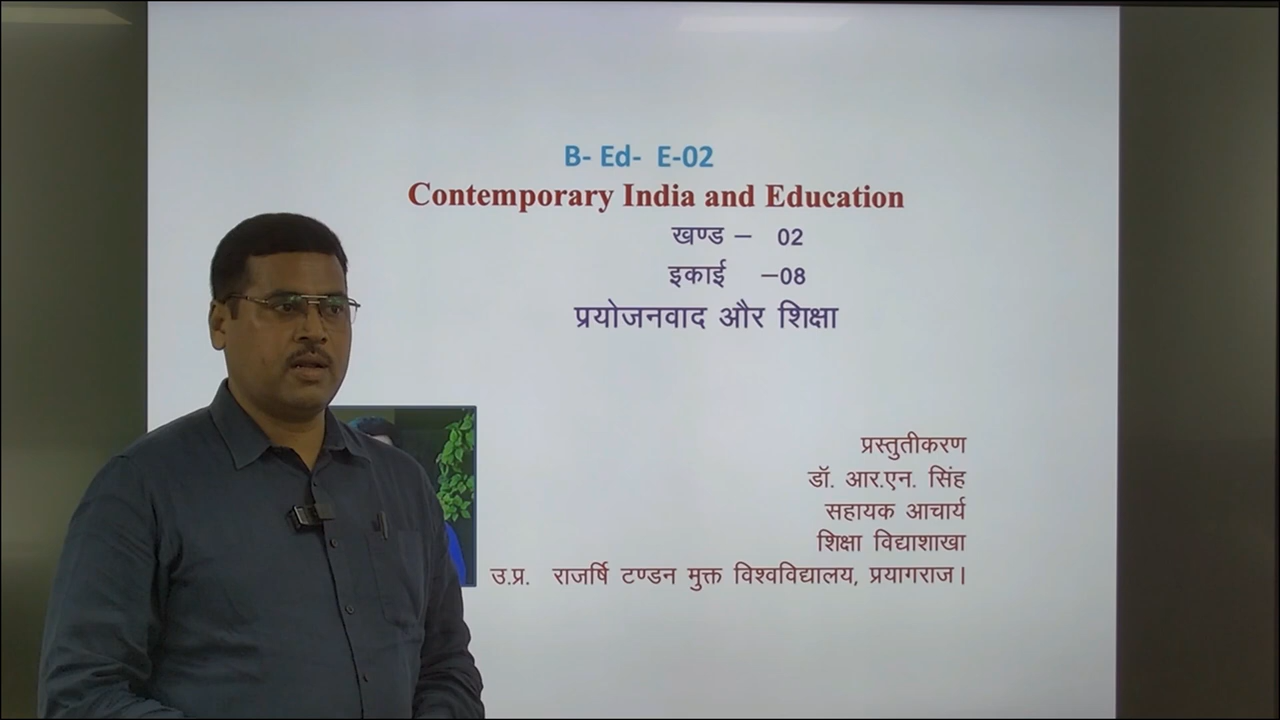 B- Ed- E-02
Contemporary India and Education
खण्ड – 02
इकाई –08
प्रयोजनवाद और शिक्षा
प्रस्तुतीकरण
डॉ. आर.एन. सिंह
सहायक आचार्य
शिक्षा विद्याशाखा
उ.प्र. राजर्षि टण्डन मुक्त विश्वविद्यालय, प्रयागराज।